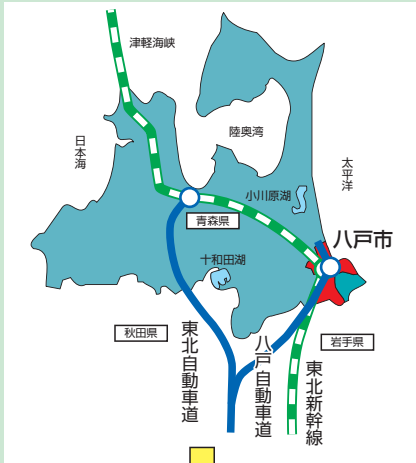 津軽海峡
日本海
陸奥湾
太平洋
小川原湖
青森県
八戸市
十和田湖
秋田県
岩手県
東北自動車道
八戸自動車道
東北新幹線